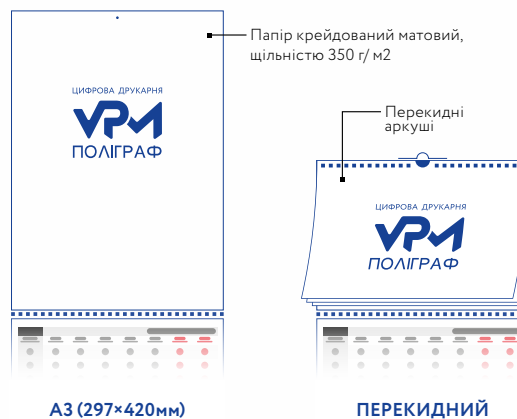 Папір крейдований матовий,
щільністю 350 г/ м2
ЦИФРОВА ДРУКАРНЯ
VPM
ПОЛІГРАФ
Перекидні
аркуші
ЦИФРОВА ДРУКАРНЯ
VPM
ПОЛІГРАФ
А3 (297×420мм)
ПЕРЕКИДНИЙ